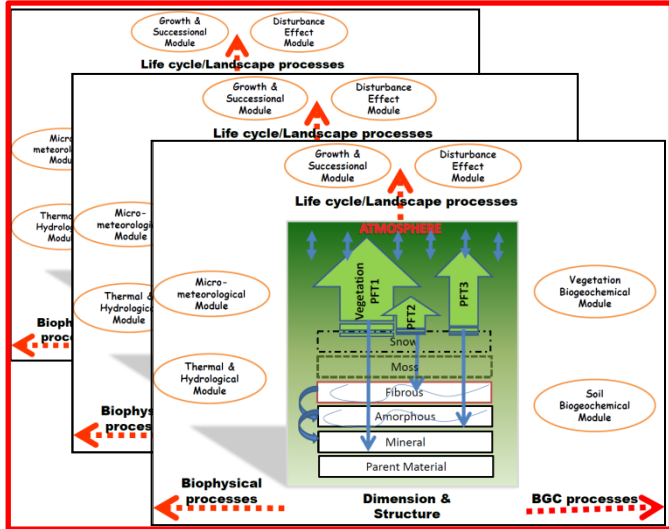 Growth &
Successional
Module
Disturbance
Effect
Module
Life cycle/Landscape processes
Growth &
Successional
Module
Disturbance
Effect
Module
Life cycle/Landscape processes
Growth &
Successional
Module
Disturbance
Effect
Module
Life cycle/Landscape processes
Micro-
meteorological
Module
Thermal &
Hydrological
Module
ATMOSPHERE
Vegetation
PFT1
PFT2
PFT3
Snow
Moss
Fibrous
Amorphous
Mineral
Parent Material
Vegetation
Biogeochemical
Module
Soil
Biogeochemical
Module
Biophysical
processes
Dimension &
Structure
BGC processes
Micro-
meteorological
Module
Thermal &
Hydrological
Module